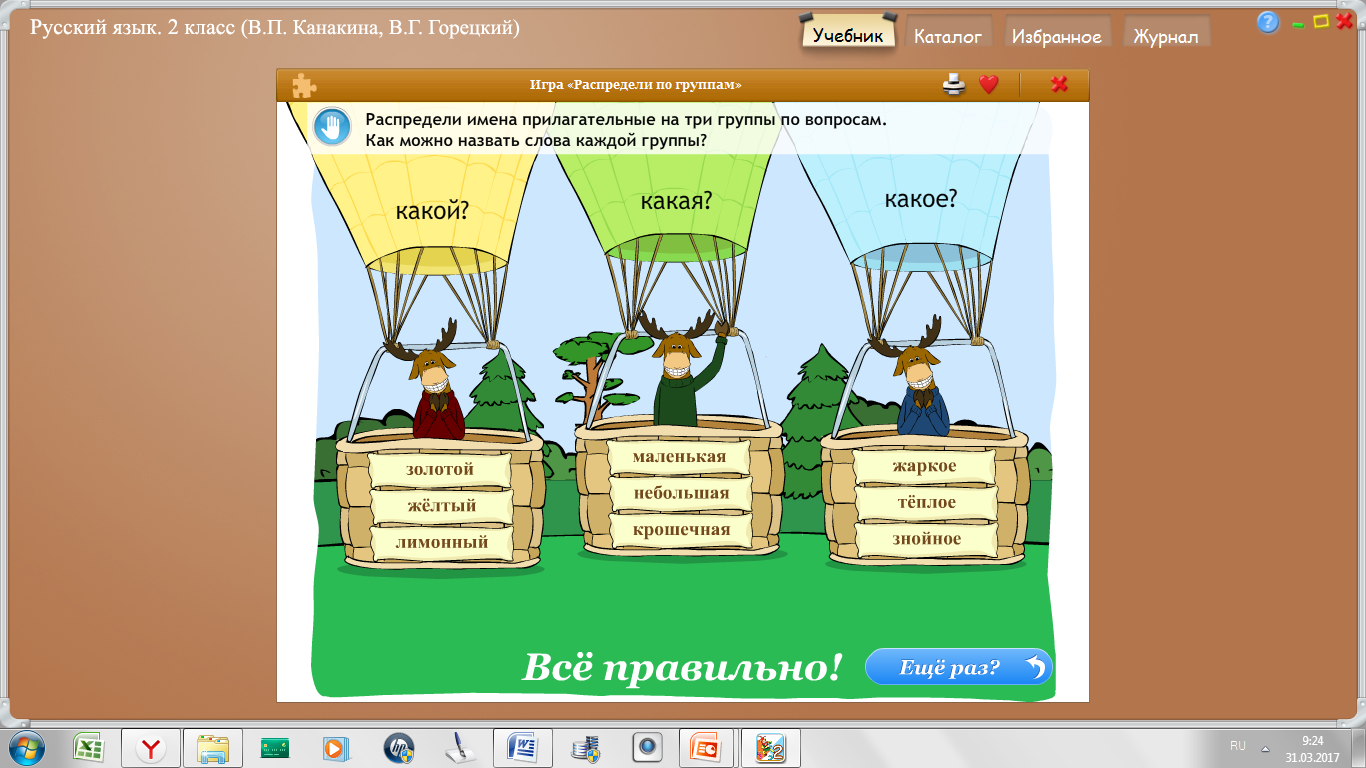 Русский язык. 2 класс (В.П. Канакина, В.Г. Горецкий)
Учебник
Каталог
Избранное
Журнал
?
Игра «Распредели по группам»
Распредели имена прилагательные на три группы по вопросам.
Как можно назвать слова каждой группы?
какой?
какая?
какое?
золотой
жёлтый
лимонный
маленькая
небольшая
крошечная
жаркое
тёплое
знойное
Всё правильно!
Ещё раз?
hp
2
RU
9:24
31.03.2017